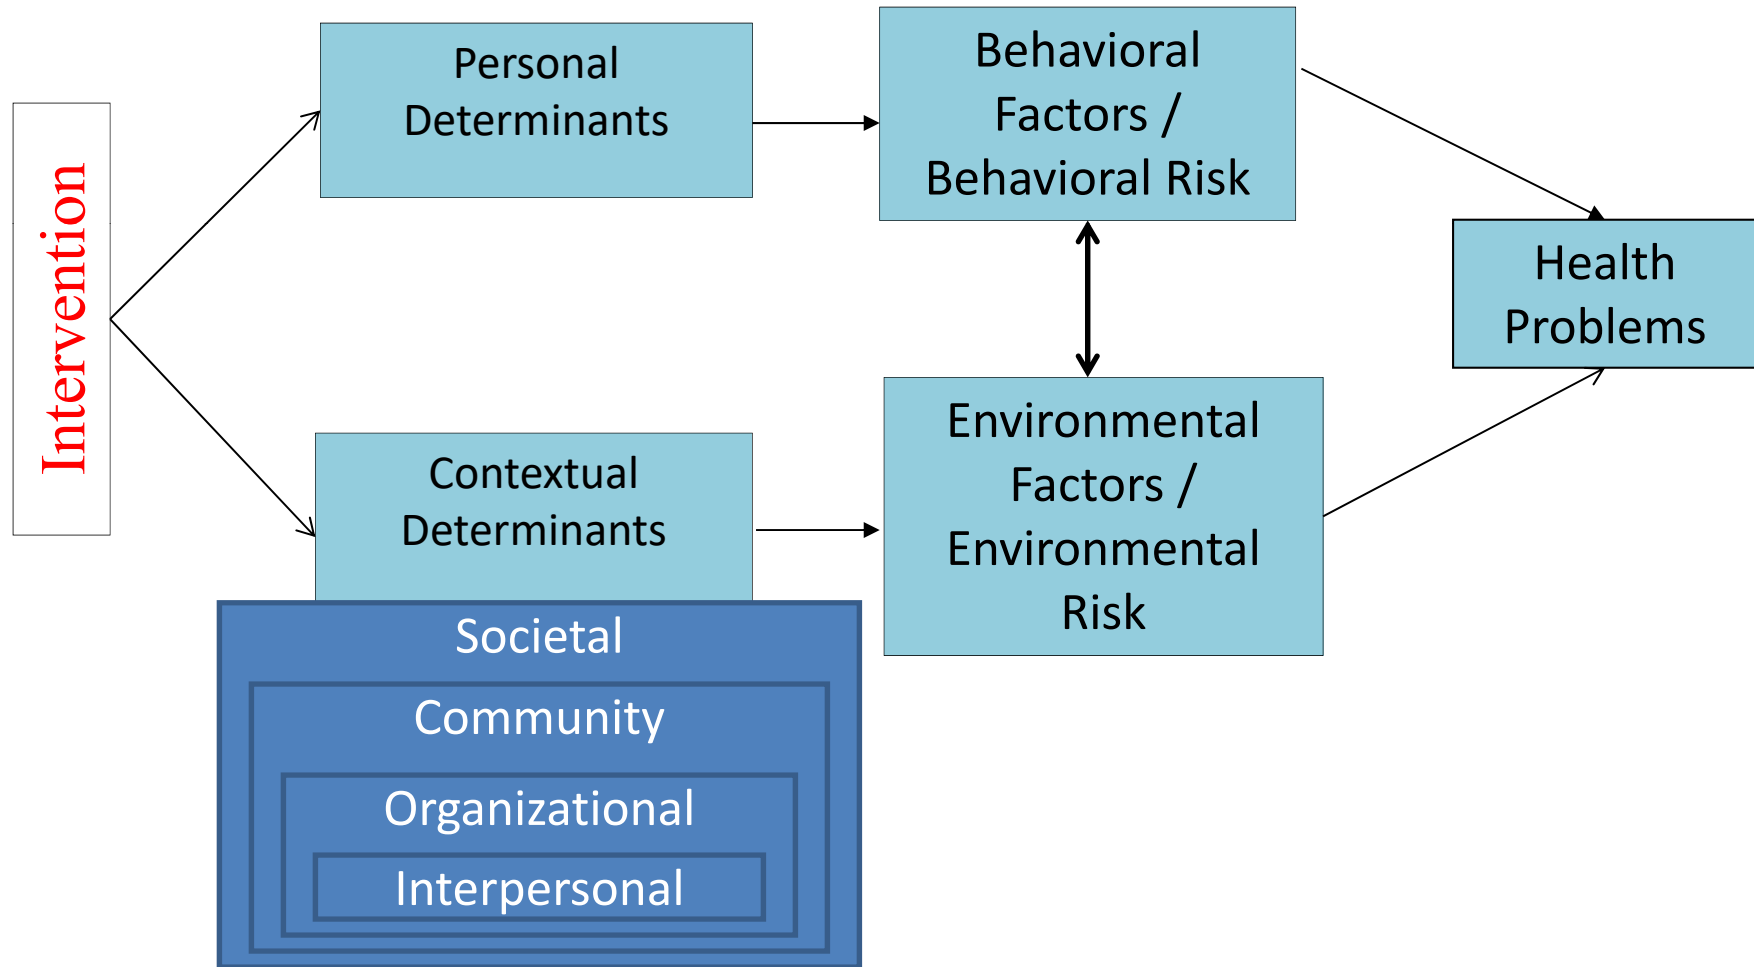 Intervention
Personal
Determinants
Behavioral
Factors /
Behavioral Risk
Health
Problems
Contextual
Determinants
Environmental
Factors /
Environmental
Risk
Societal
Community
Organizational
Interpersonal